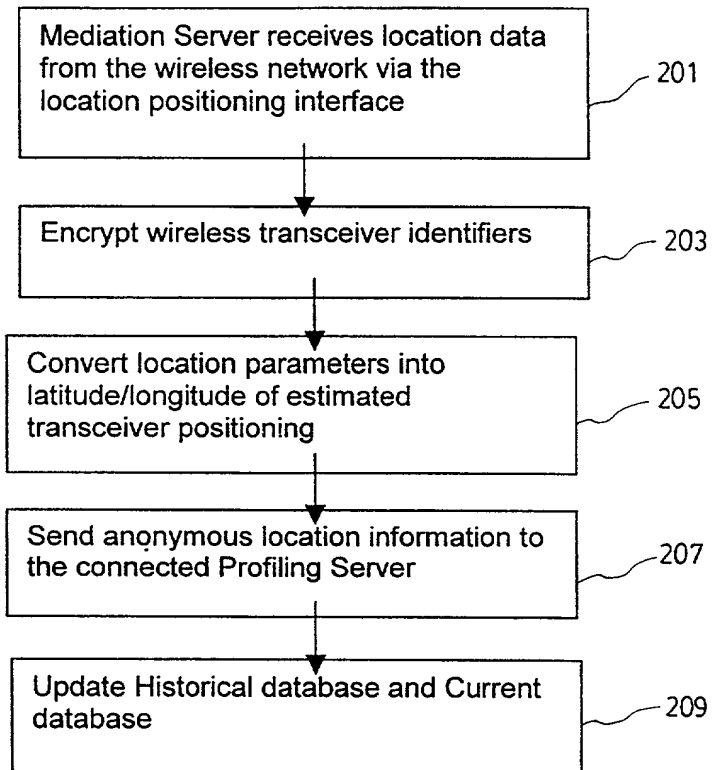 Mediation Server receives location data
from the wireless network via the
location positioning interface
201
Encrypt wireless transceiver identifiers
203
Convert location parameters into
latitude/longitude of estimated
transceiver positioning
205
Send anonymous location information to
the connected Profiling Server
207
Update Historical database and Current
database
209